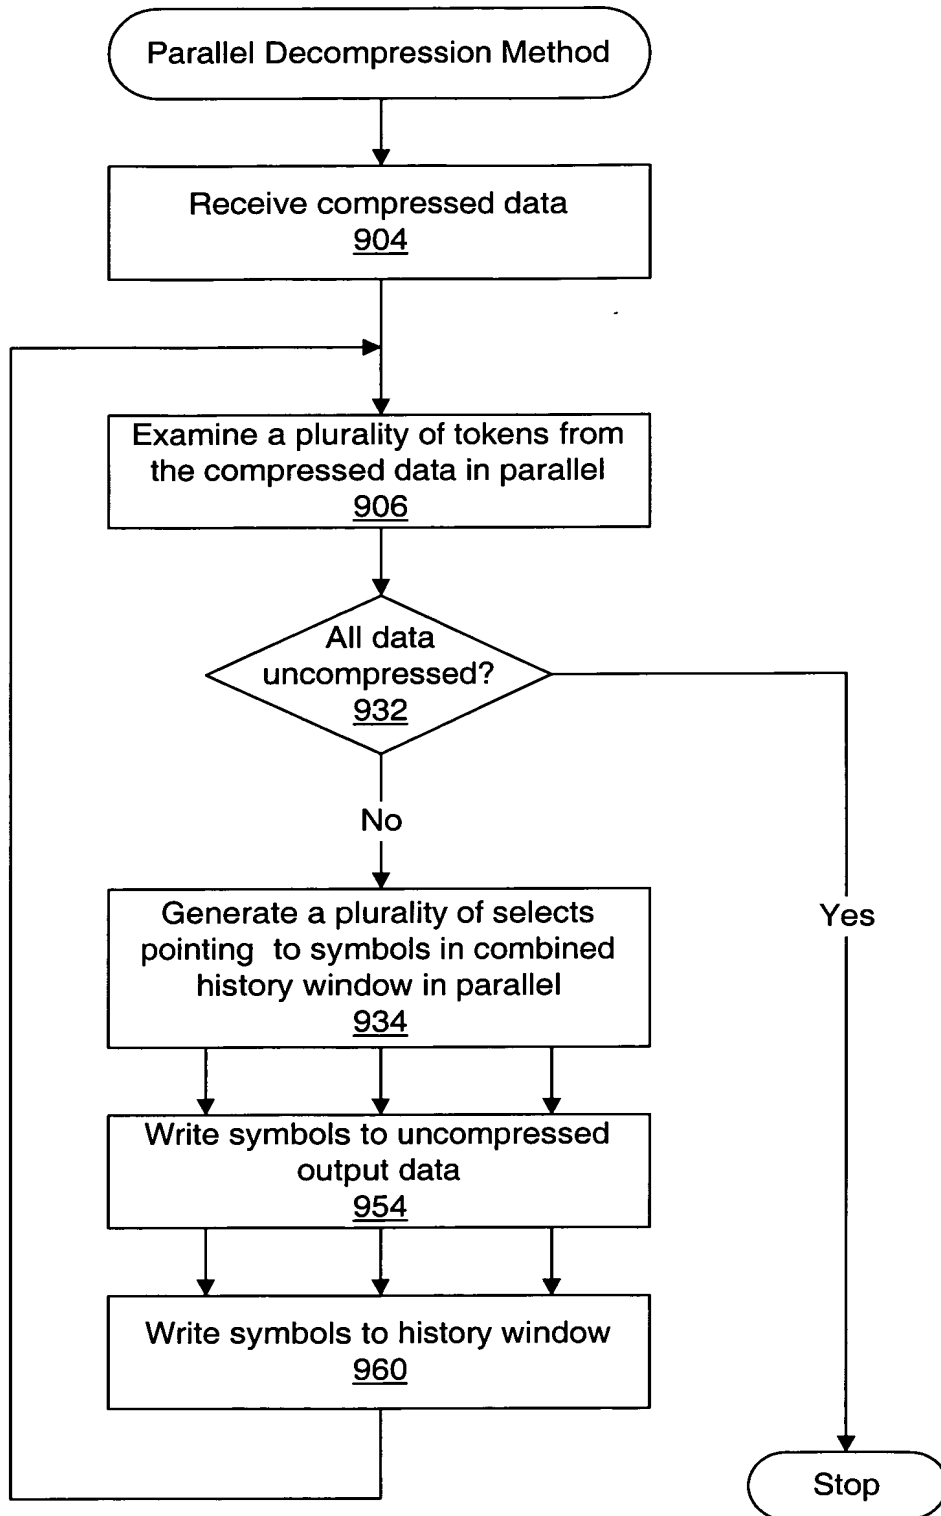 Parallel Decompression Method
Receive compressed data
904
Examine a plurality of tokens from
the compressed data in parallel
906
All data
uncompressed?
932
No
Yes
Generate a plurality of selects
pointing to symbols in combined
history window in parallel
934
Write symbols to uncompressed
output data
954
Write symbols to history window
960
Stop